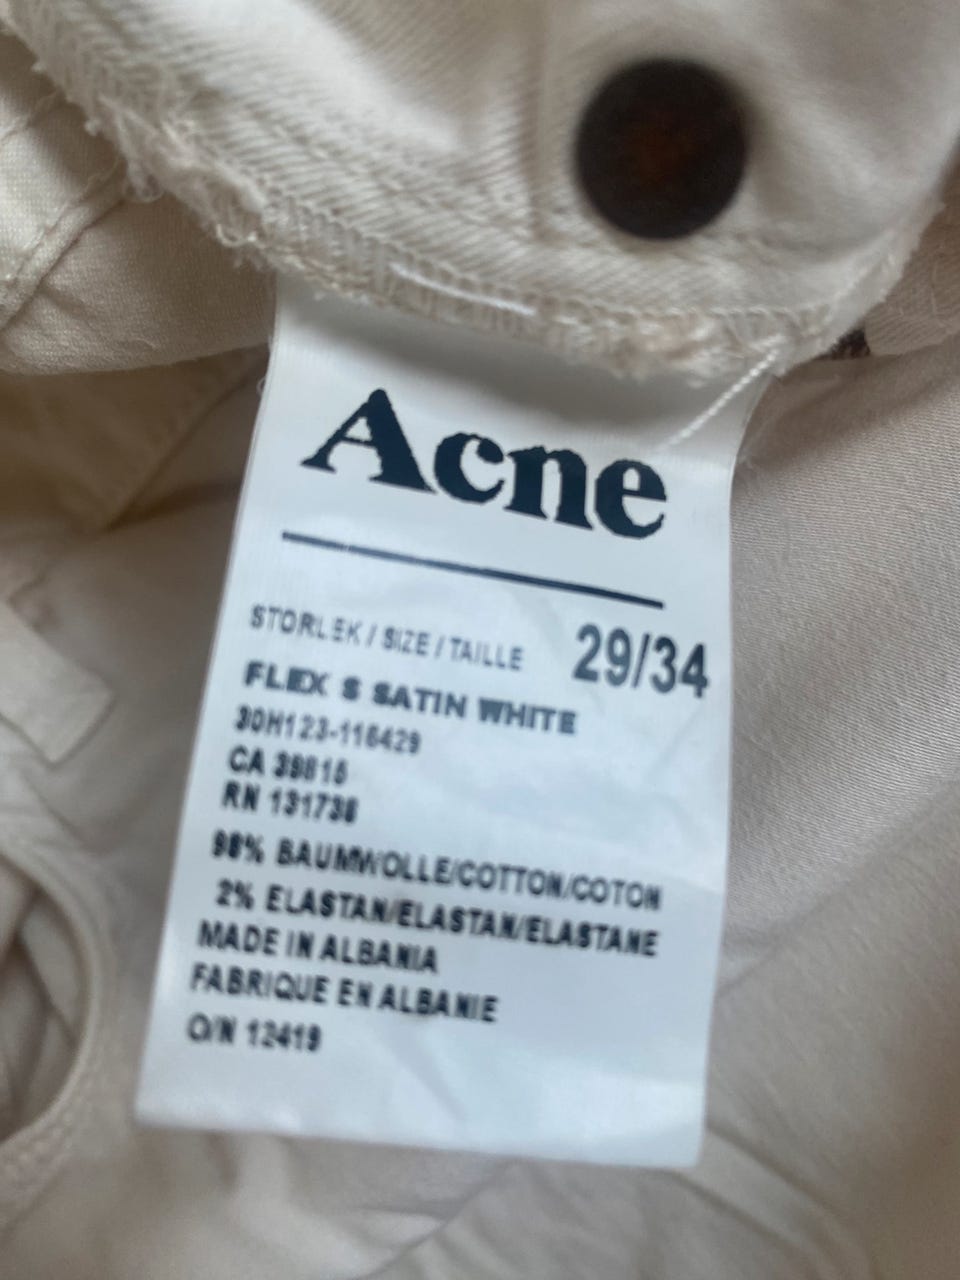 Acne
STORLEK / SIZE / TAILLE 29/34
FLEX S SATIN WHITE
30H123-116429
CA 39815
RN 131738
98% BAUMWOLLE/COTTON/COTON
2% ELASTAN/ELASTAN/ELASTANE
MADE IN ALBANIA
FABRIQUE EN ALBANIE
O/N 12419